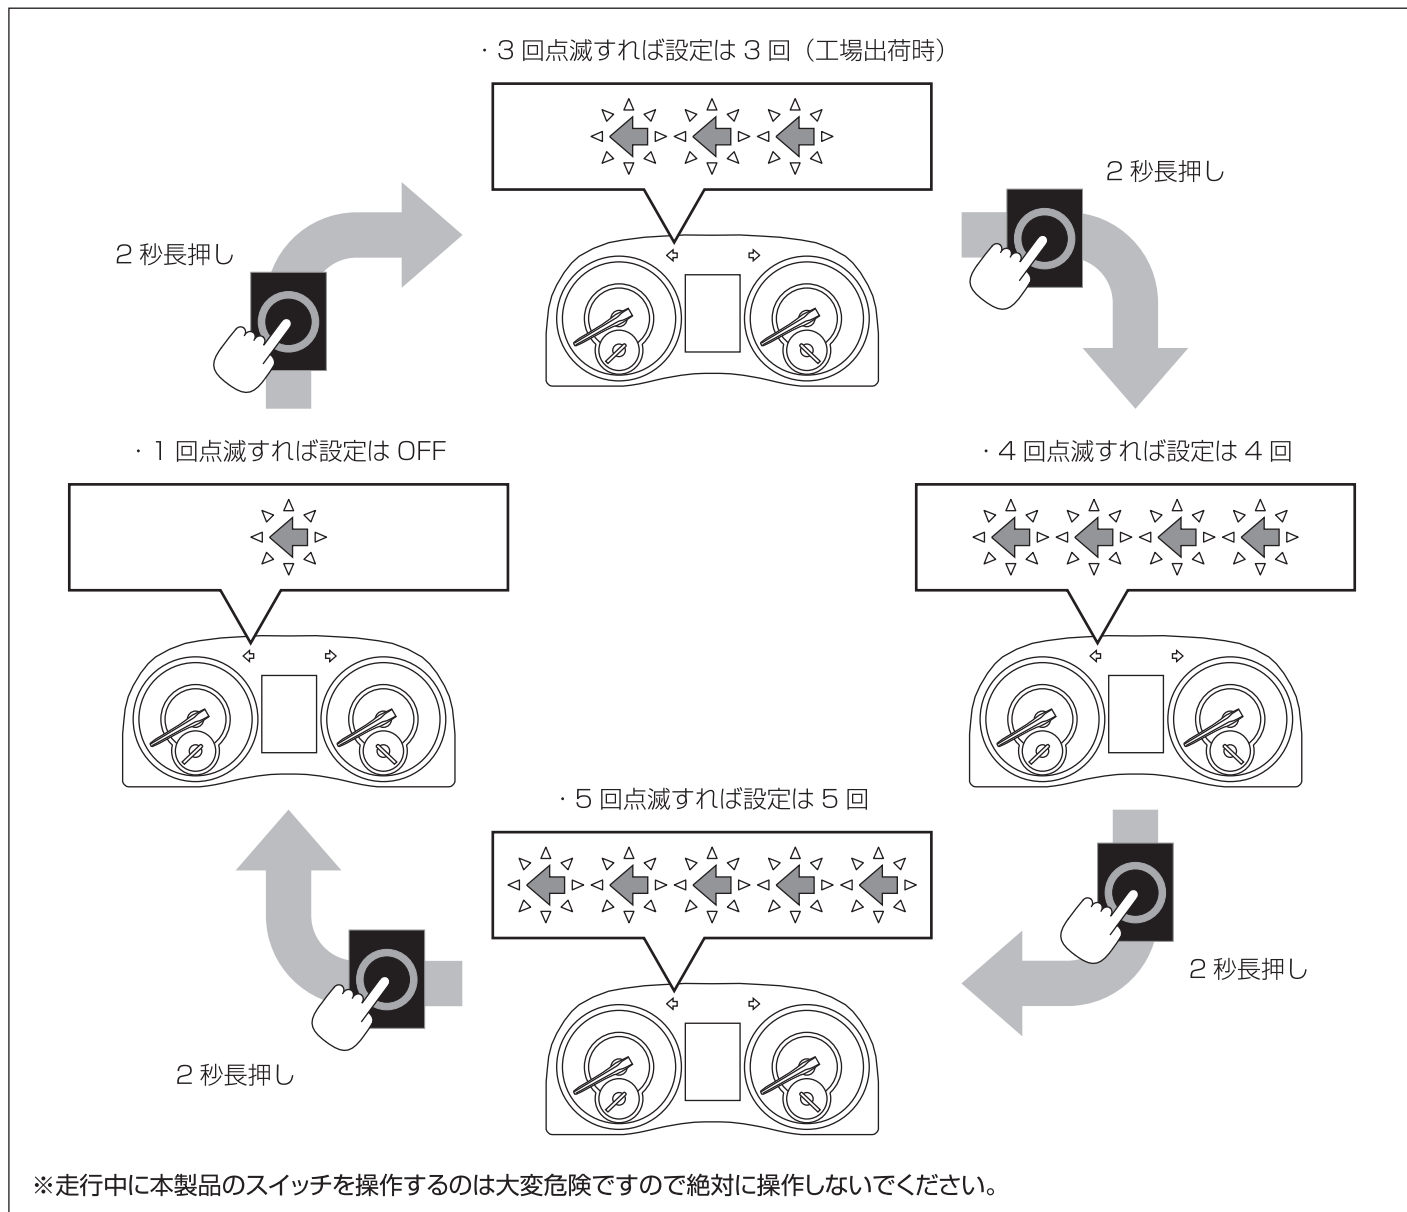 ・3 回点滅すれば設定は 3 回（工場出荷時）
2 秒長押し
2 秒長押し
・1 回点滅すれば設定は OFF
・4 回点滅すれば設定は 4 回
・5 回点滅すれば設定は 5 回
2 秒長押し
2 秒長押し
※走行中に本製品のスイッチを操作するのは大変危険ですので絶対に操作しないでください。